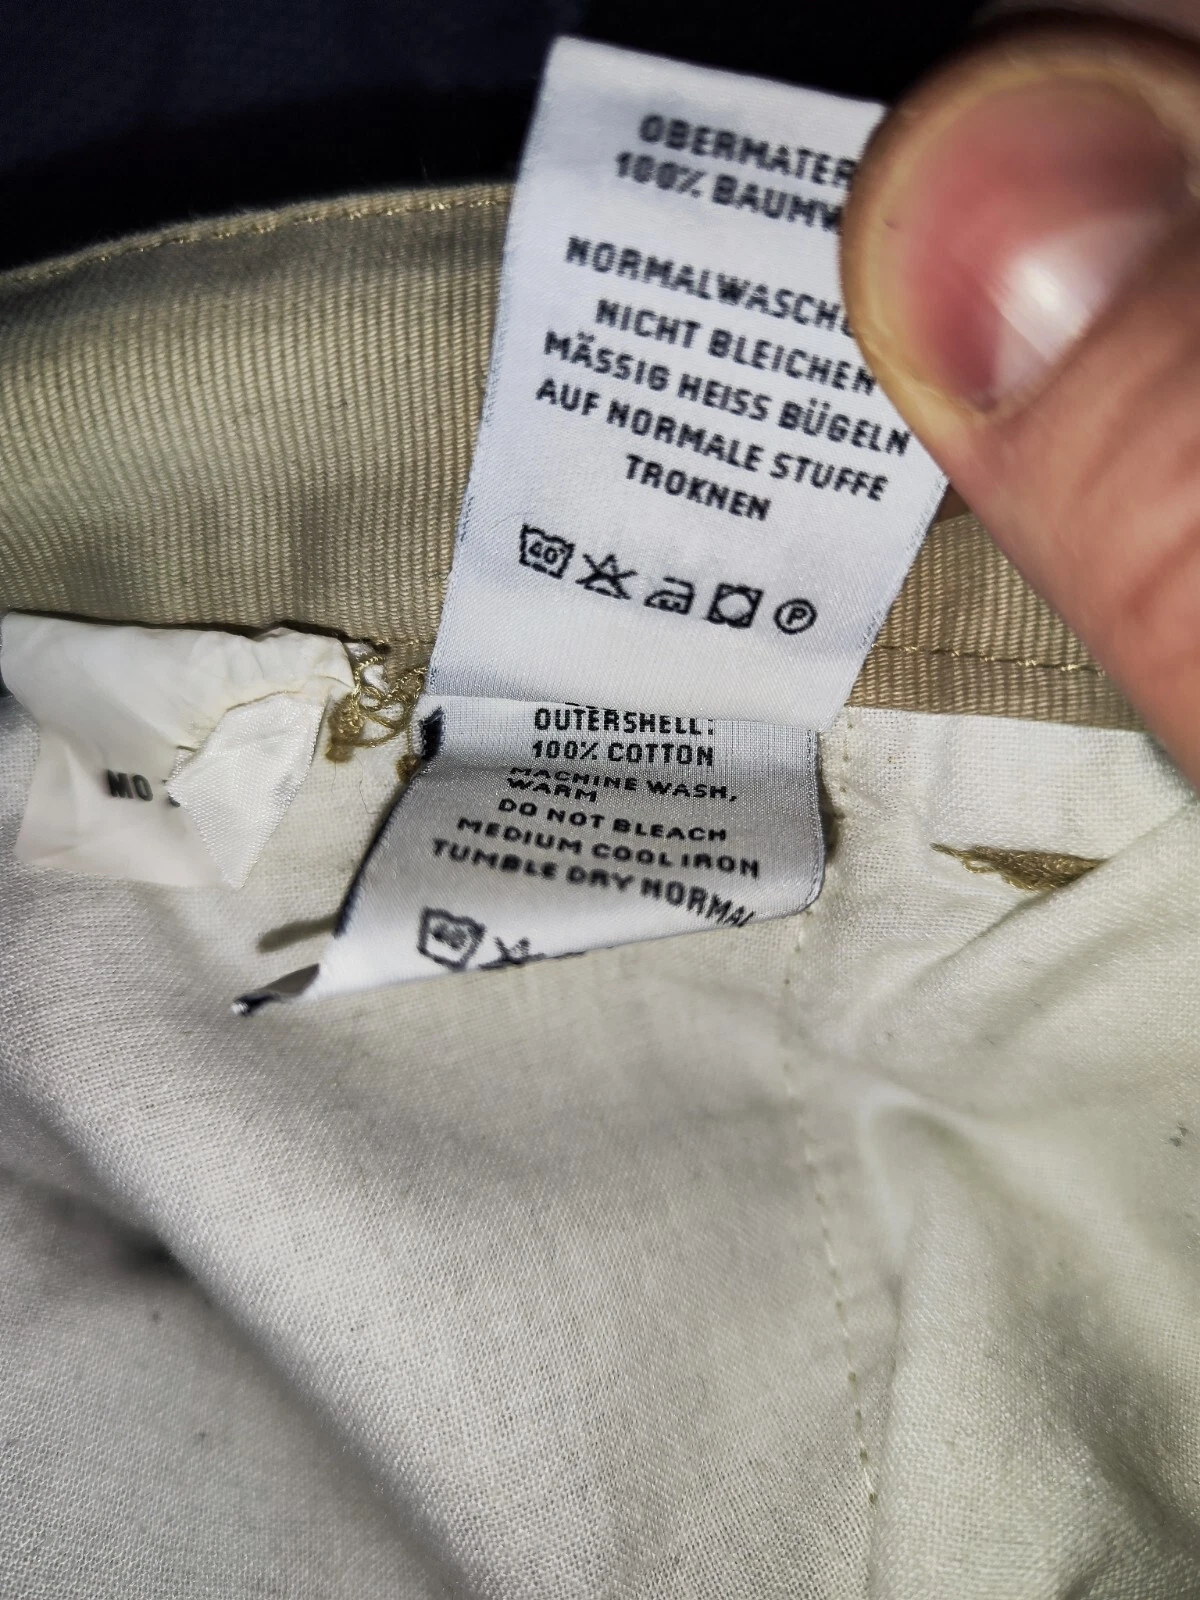 OBERMATER
100% BAUMW
NORMALWASCHE
NICHT BLEICHEN
MÄSSIG HEISS BÜGELN
AUF NORMALE STUFFE
TROKNEN
40° P
OUTERSHELL:
100% COTTON
MACHINE WASH,
WARM
DO NOT BLEACH
MEDIUM COOL IRON
TUMBLE DRY NORMAL
40°
MO